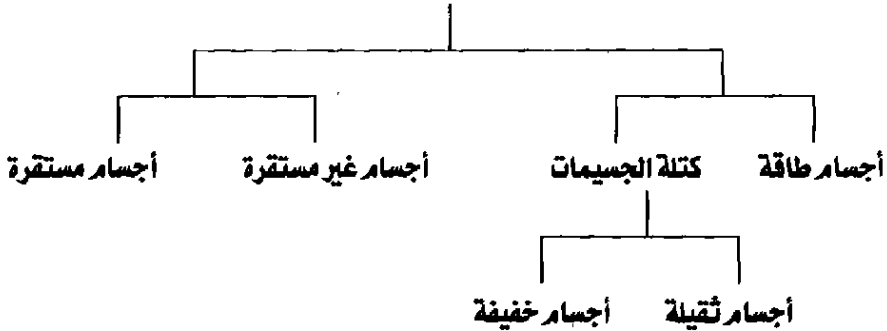 أجسام طاقة كتلة الجسيمات أجسام غير مستقرة أجسام مستقرة
أجسام ثقيلة أجسام خفيفة